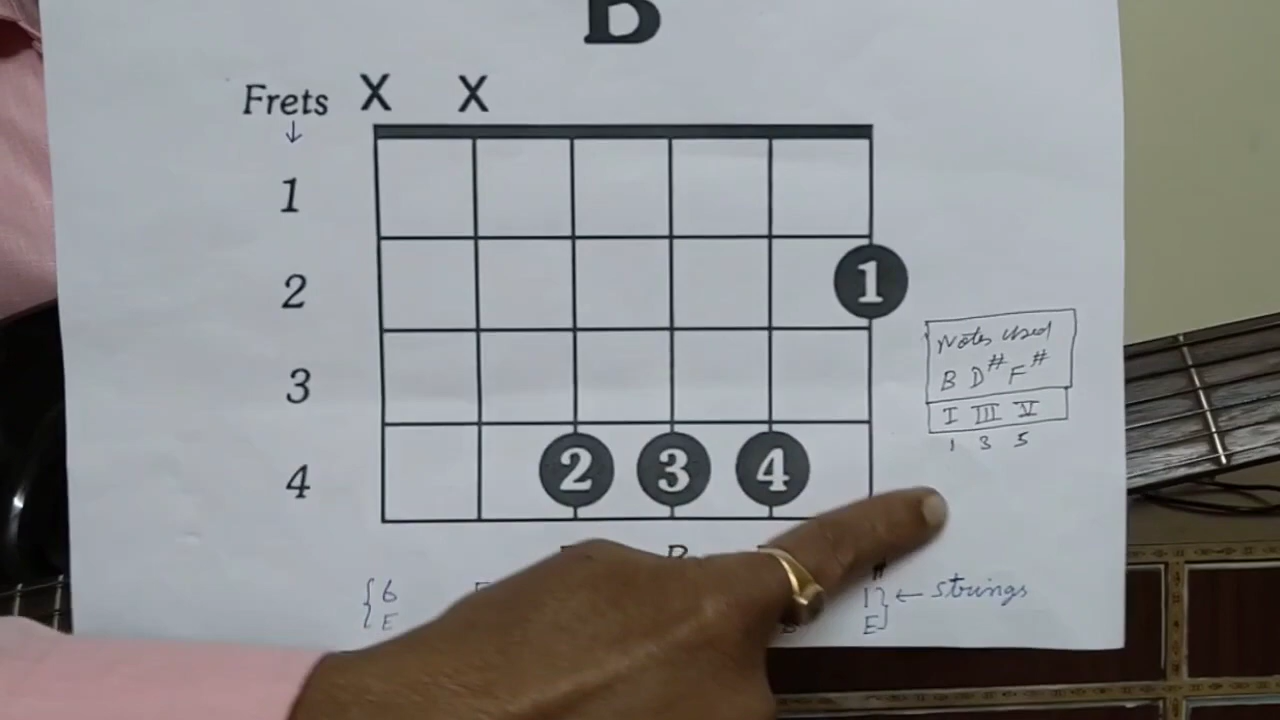 B
Frets X X
↓
1
2 1
Notes Used
B D# F#
3
I III V
1 3 5
4 2 3 4
B
#
{6 1} ← strings
{E E}